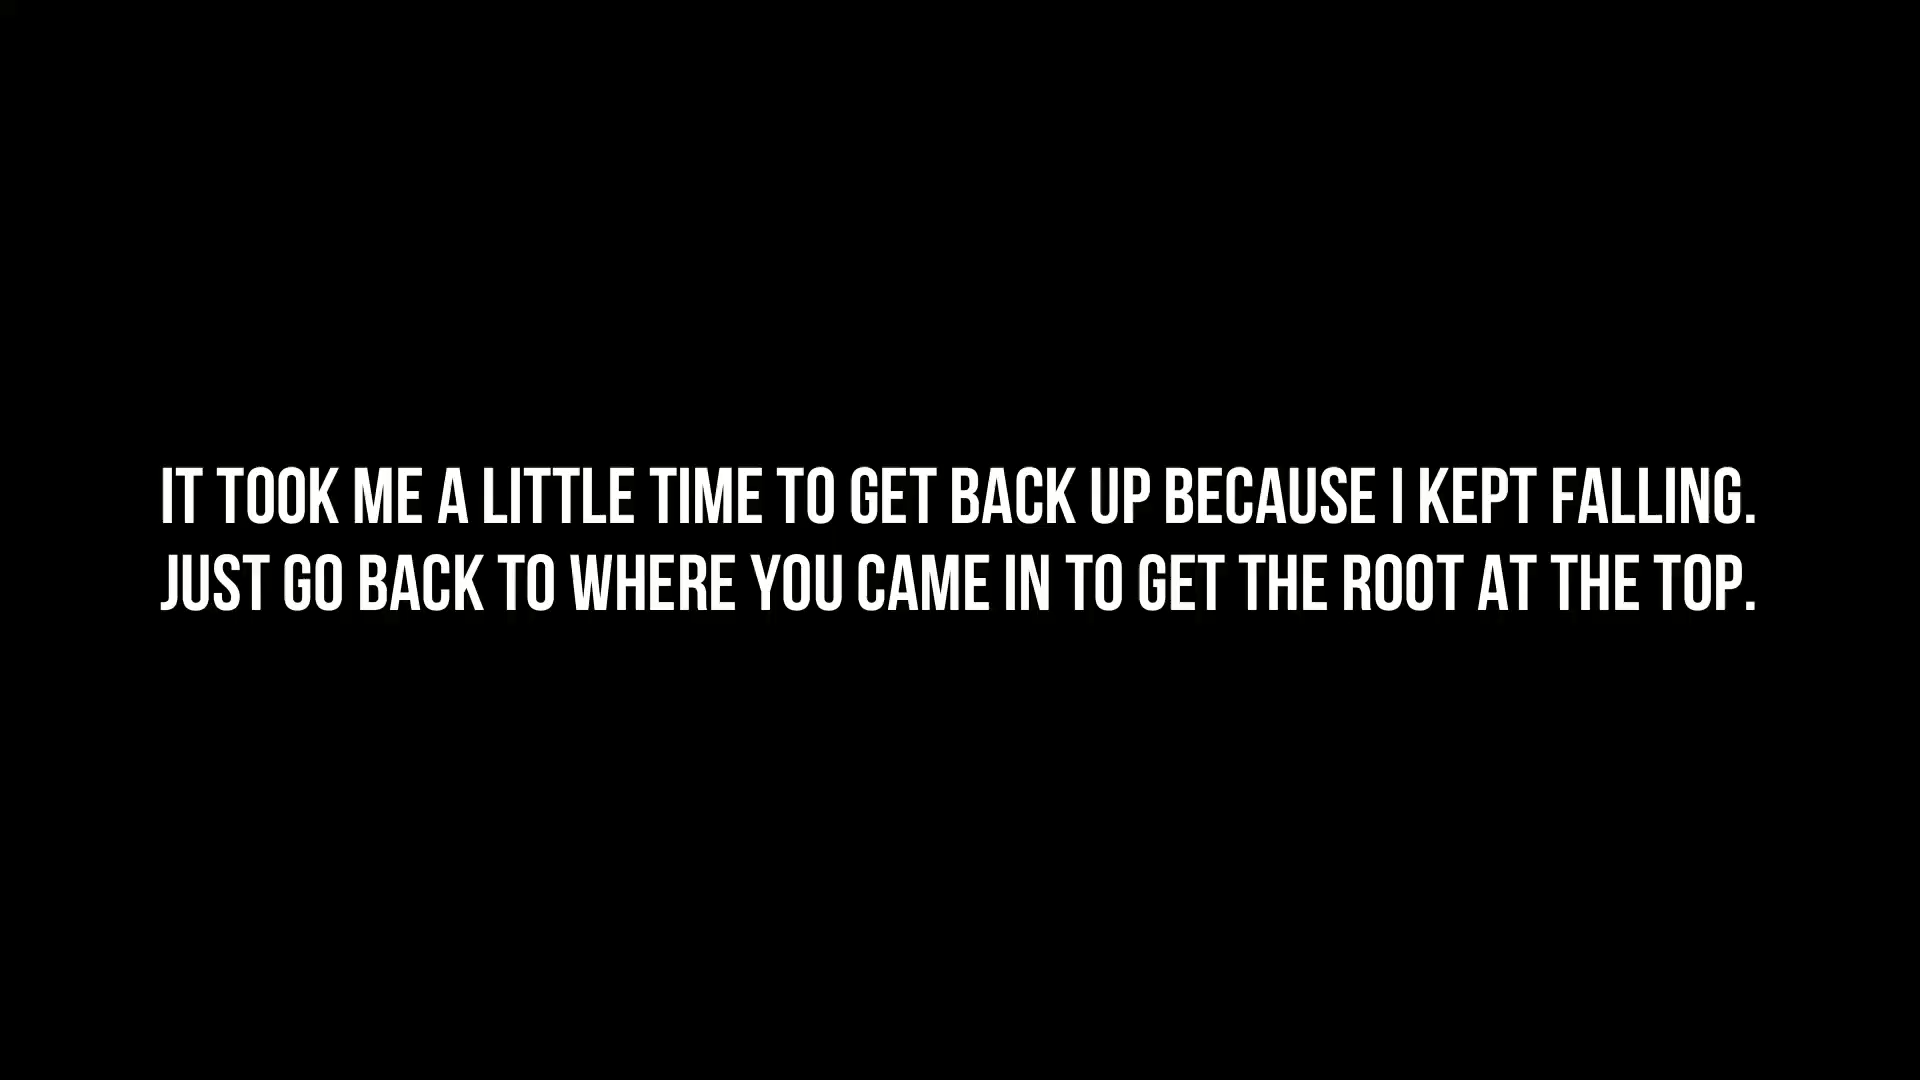 IT TOOK ME A LITTLE TIME TO GET BACK UP BECAUSE I KEPT FALLING.
JUST GO BACK TO WHERE YOU CAME IN TO GET THE ROOT AT THE TOP.